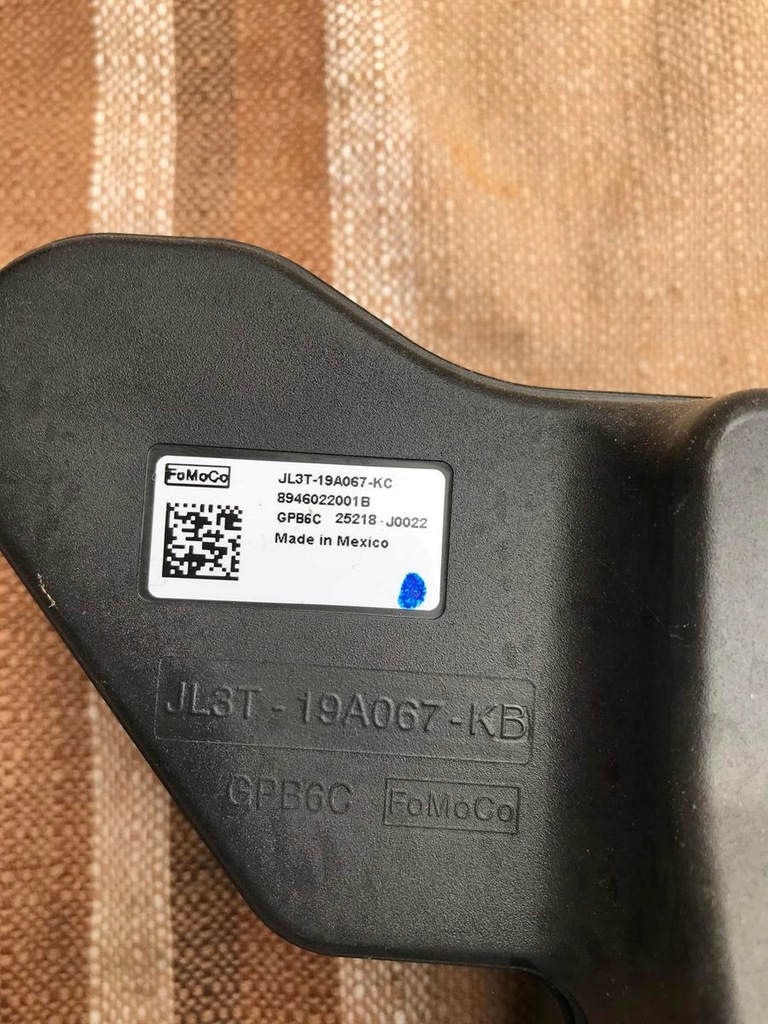 FoMoCo
JL3T-19A067-KC
8946022001B
GPB6C 25218-J0022
Made in Mexico
JL3T-19A067-KB
GPB6C FoMoCo